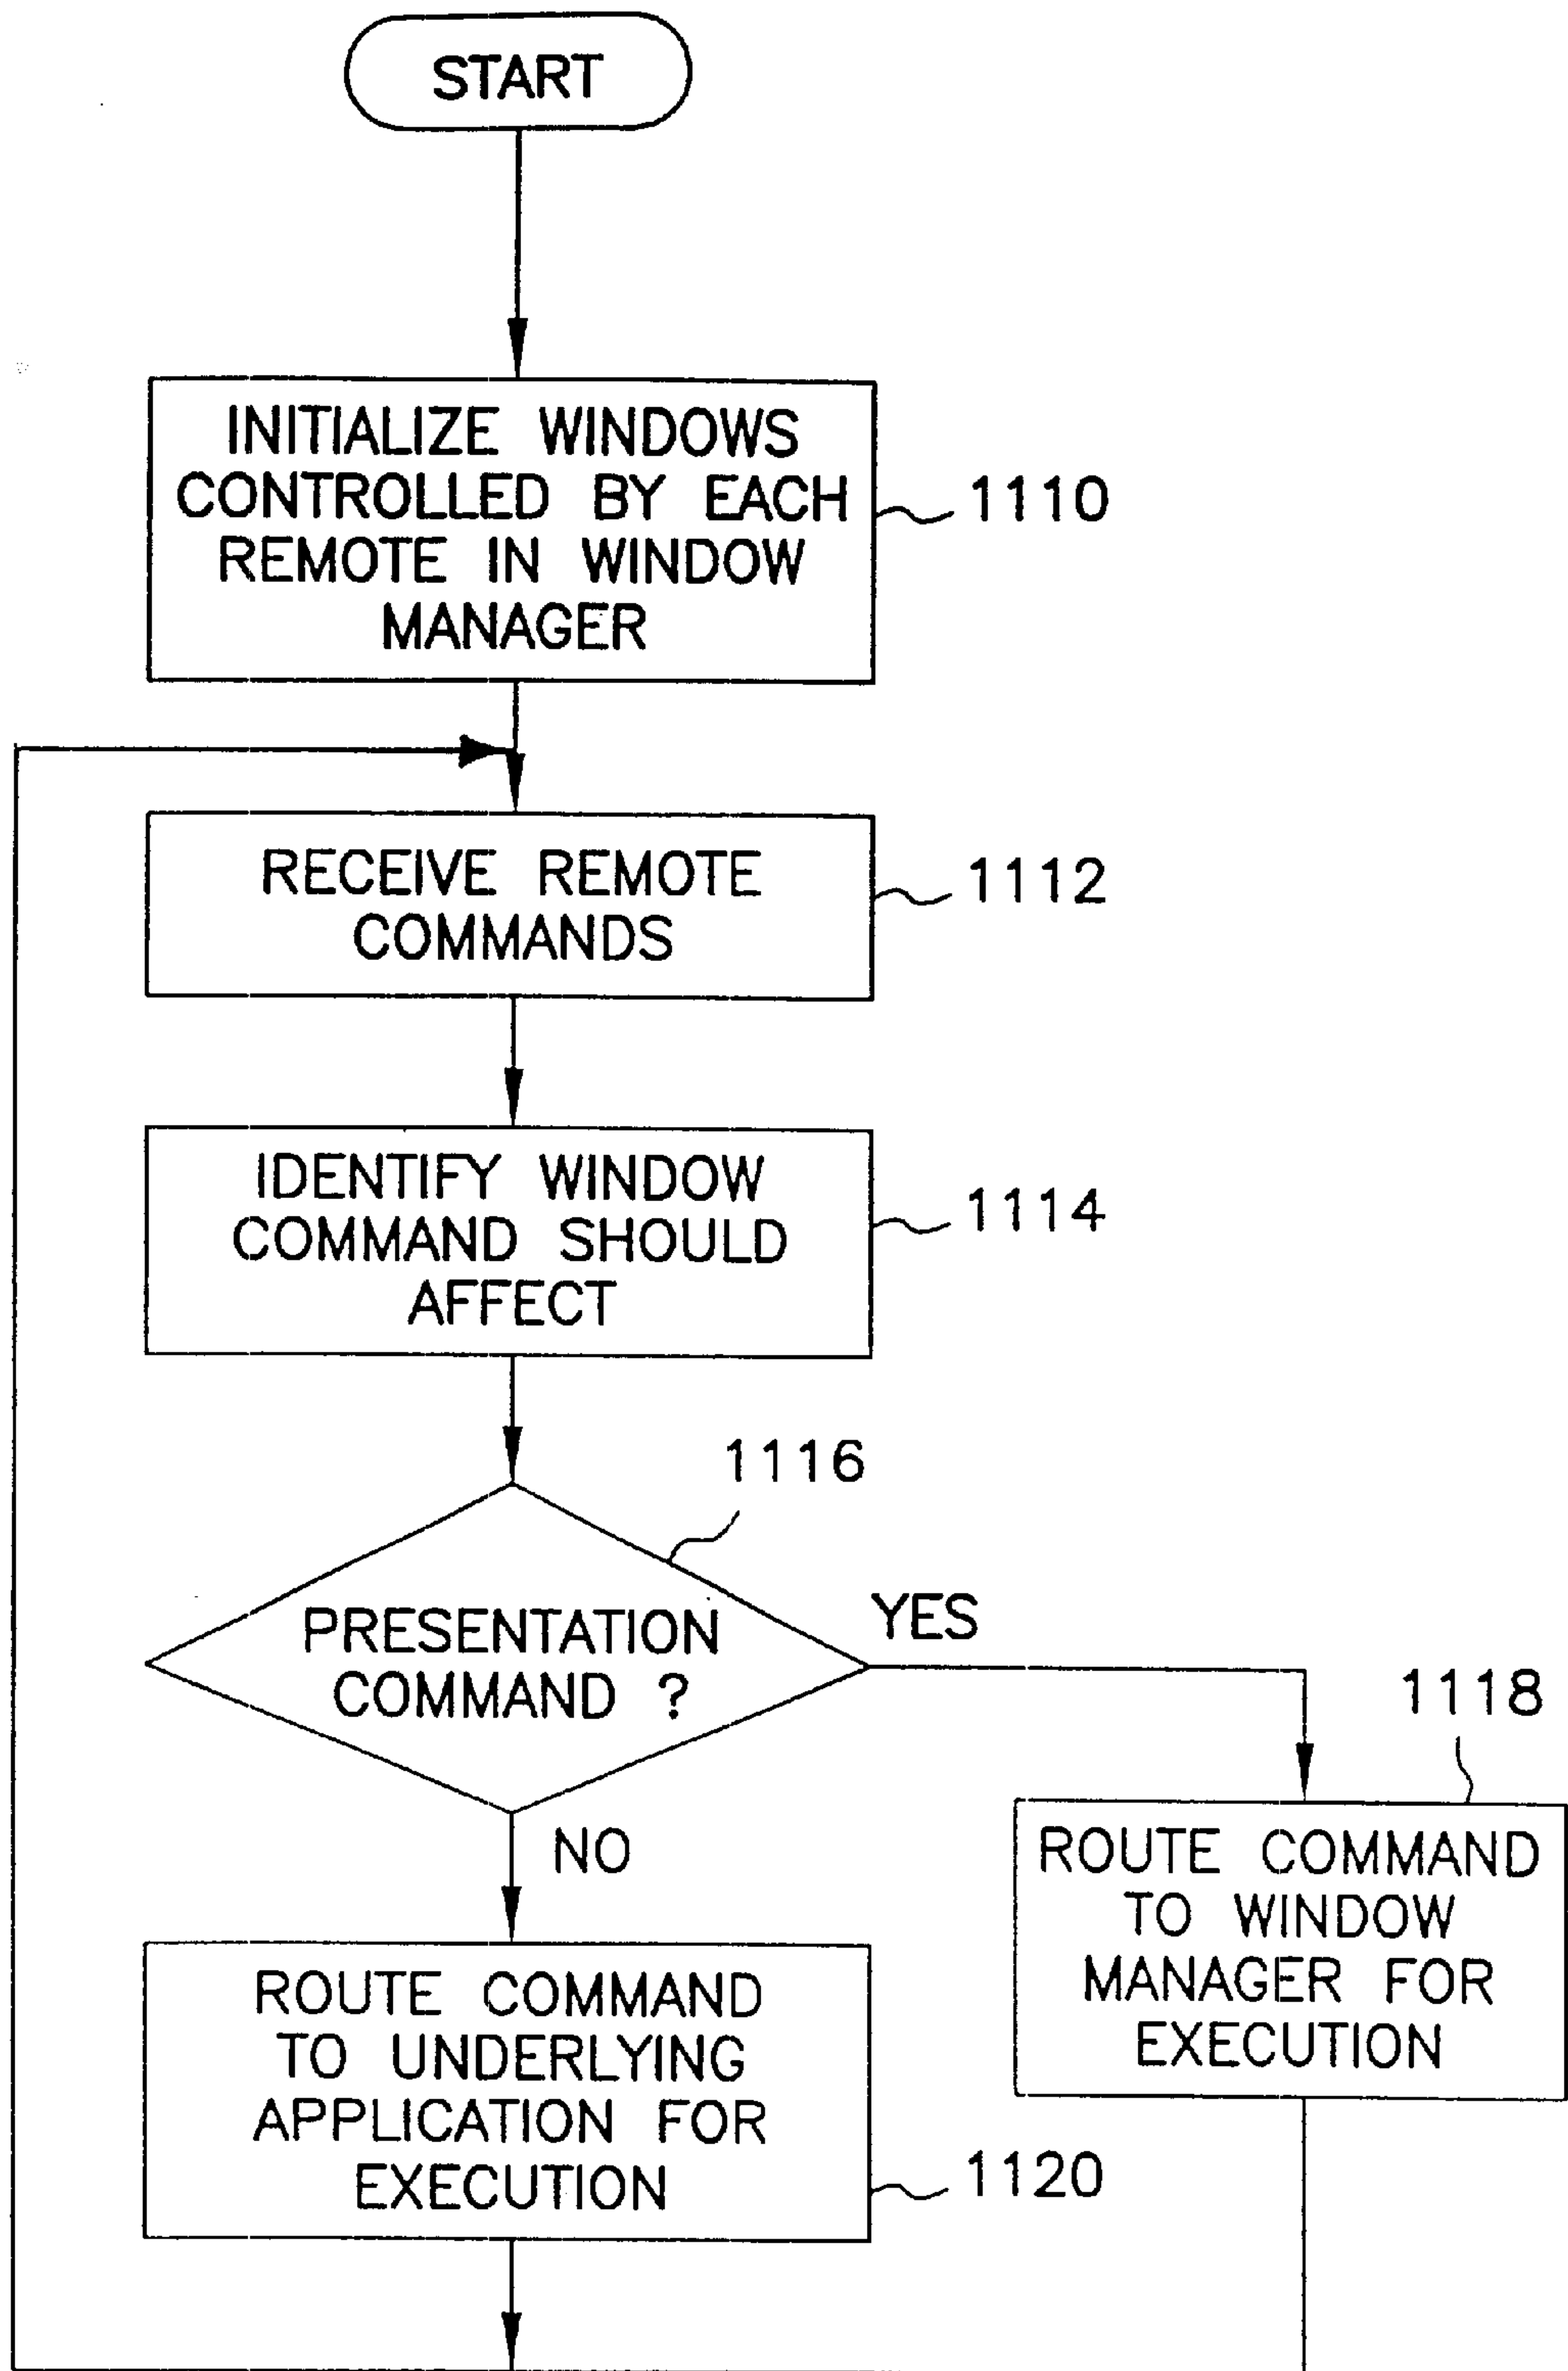 START
INITIALIZE WINDOWS
CONTROLLED BY EACH
REMOTE IN WINDOW
MANAGER
1110
RECEIVE REMOTE
COMMANDS
1112
IDENTIFY WINDOW
COMMAND SHOULD
AFFECT
1114
1116
PRESENTATION
COMMAND ?
YES
NO
1118
ROUTE COMMAND
TO WINDOW
MANAGER FOR
EXECUTION
ROUTE COMMAND
TO UNDERLYING
APPLICATION FOR
EXECUTION
1120